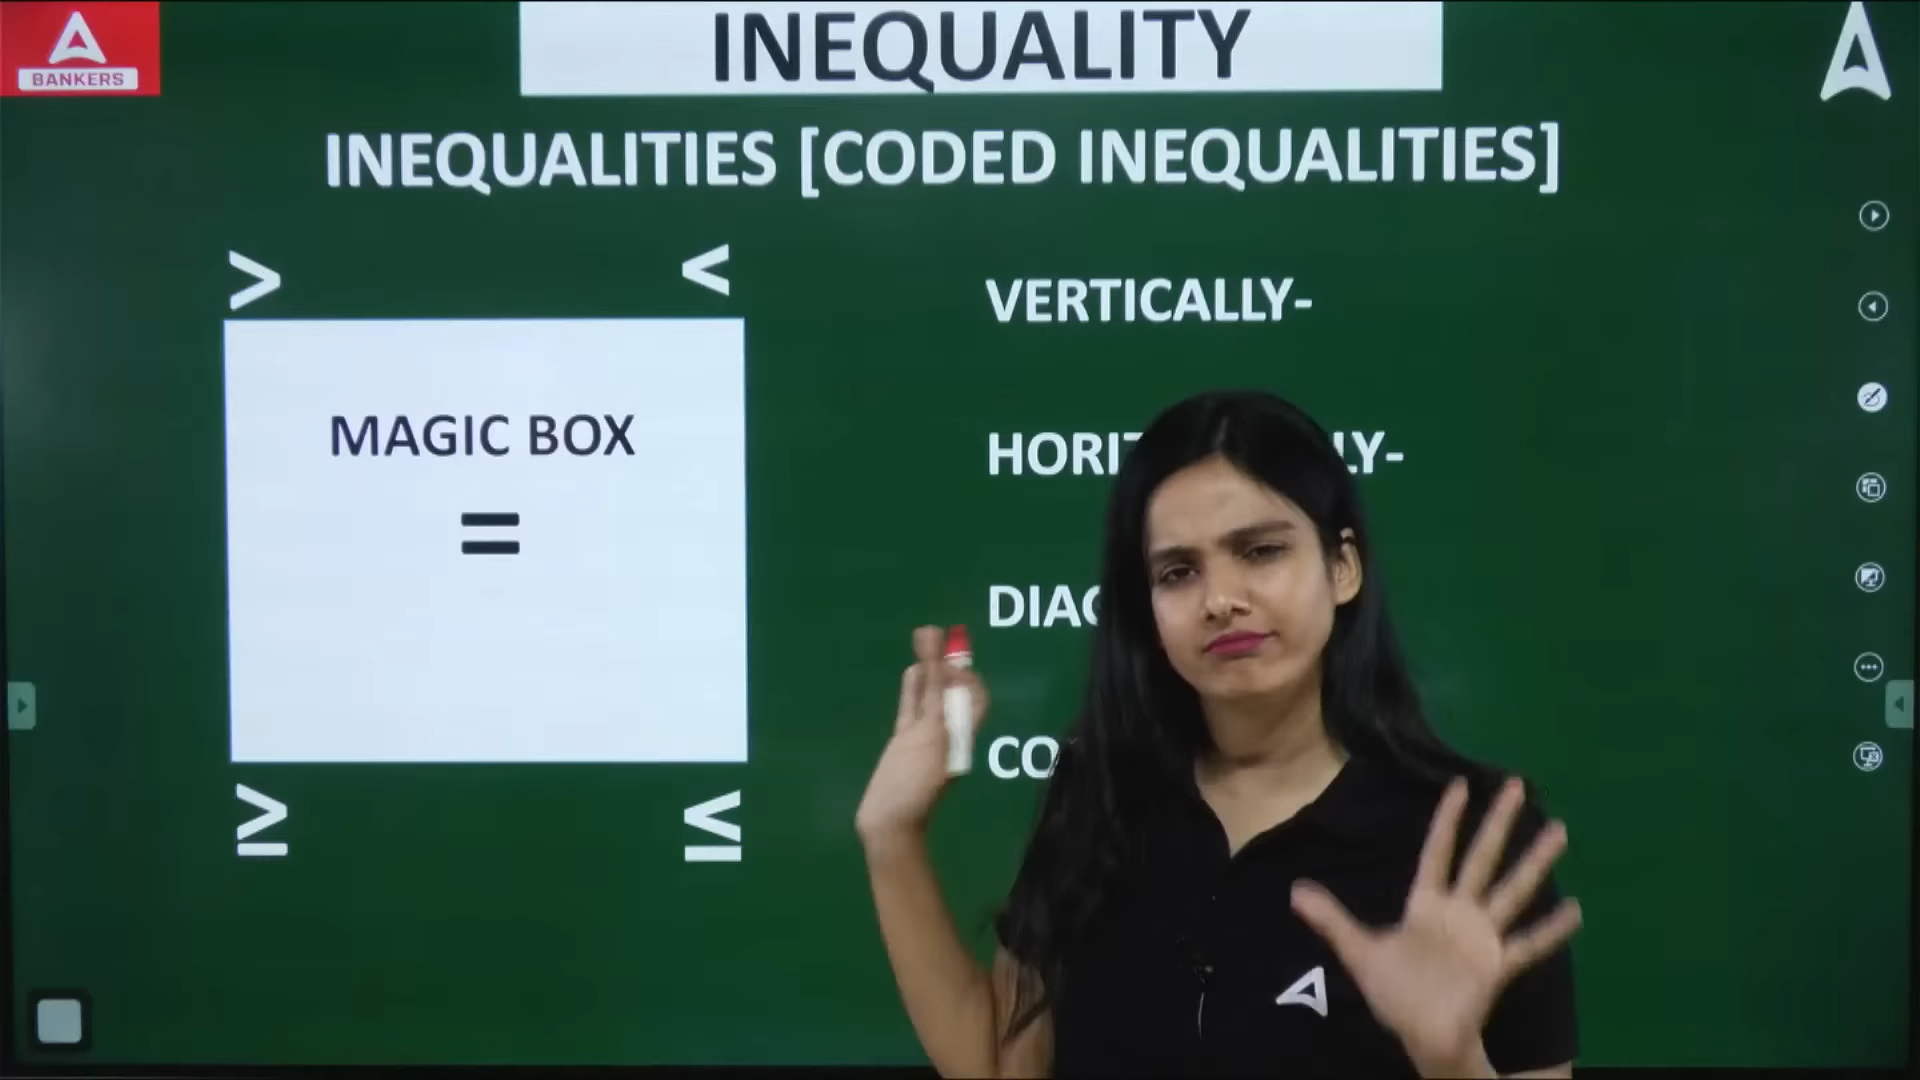 BANKERS
INEQUALITY
INEQUALITIES [CODED INEQUALITIES]
> <
VERTICALLY-
MAGIC BOX
=
≥ ≤